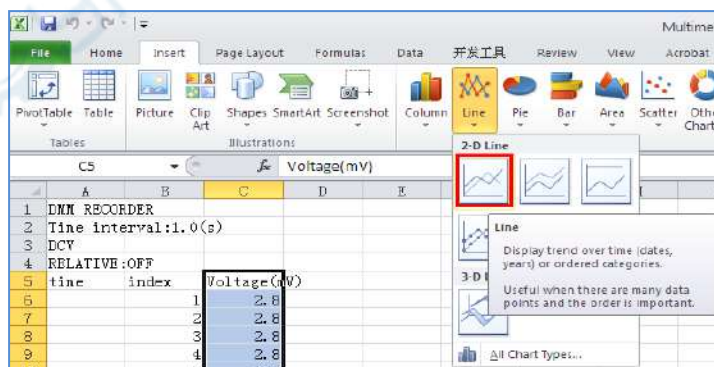 Multime
File Home Insert Page Layout Formulas Data 开发工具 Review View Acrobat
PivotTable Table Picture Clip Art Shapes SmartArt Screenshot Column Line Pie Bar Area Scatter Oth Chart
Tables Illustrations
2-D Line
C5 fx Voltage(mV)
A B C D E
1 DMM RECORDER
2 Time interval:1.0(s)
3 DCV
4 RELATIVE:OFF
5 time index Voltage(mV)
6 1 2.8
7 2 2.8
8 3 2.8
9 4 2.8
Line
Display trend over time (dates,
years) or ordered categories.
Useful when there are many data
points and the order is important.
3-D L
All Chart Types...